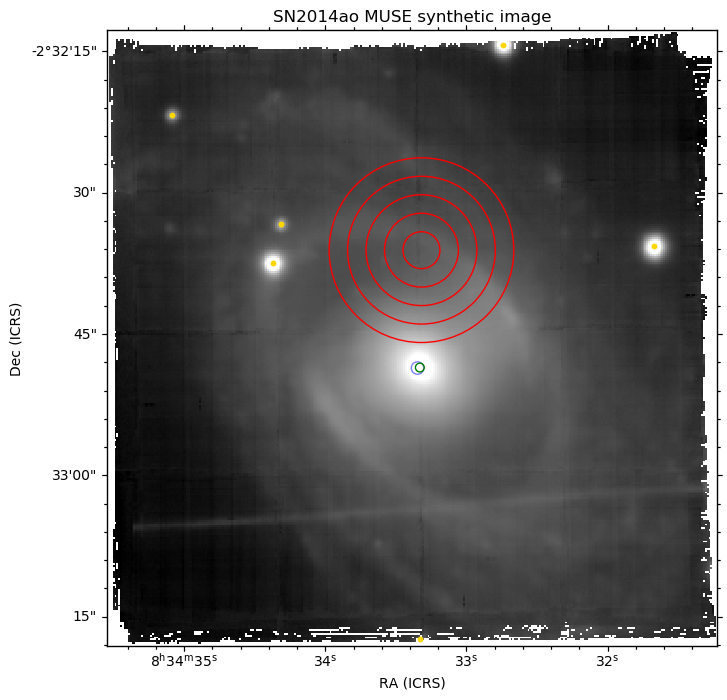 SN2014ao MUSE synthetic image
-2°32'15"
30"
45"
33'00"
15"
Dec (ICRS)
8ʰ34ᵐ35ˢ
34ˢ
33ˢ
32ˢ
RA (ICRS)